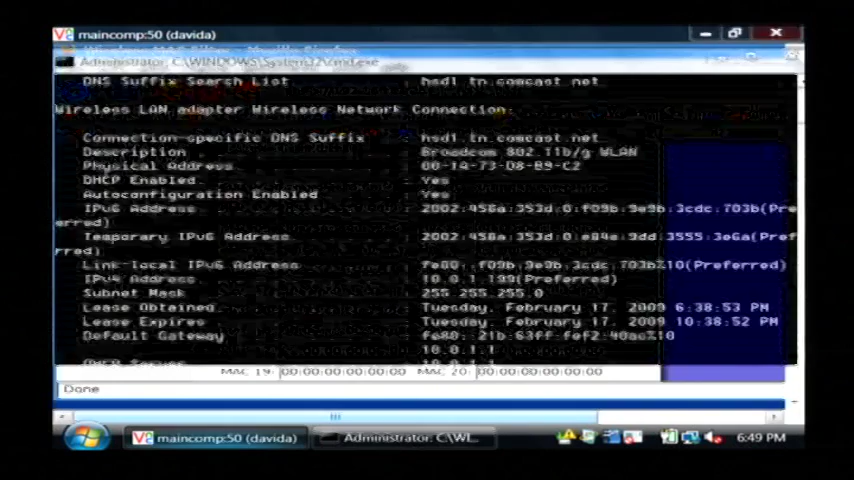 maincomp:50 (davida)
Administrator: C:\WINDOWS\System32\cmd.exe
DNS Suffix Search List : hsd1.tn.comcast.net.
Wireless LAN adapter Wireless Network Connection:
Connection-specific DNS Suffix : hsd1.tn.comcast.net.
Description : Broadcom 802.11b/g WLAN
Physical Address : 00-1A-73-D8-B9-C2
DHCP Enabled : Yes
Autoconfiguration Enabled : Yes
IPv6 Address : 2002:458a:353d:0:f09b:9e9b:3cdc:703b(Pre
erred)
Temporary IPv6 Address : 2002:458a:353d:0:e84a:9dd:3555:3e6a(Pref
rred)
Link-local IPv6 Address : fe80::f09b:9e9b:3cdc:703b%10(Preferred)
IPv4 Address : 10.0.1.199(Preferred)
Subnet Mask : 255.255.255.0
Lease Obtained : Tuesday, February 17, 2009 6:38:53 PM
Lease Expires : Tuesday, February 17, 2009 10:38:52 PM
Default Gateway : fe80::21b:63ff:fef2:40ac%10
10.0.1.1
DHCP Server : 10.0.1.1
MAC 19: 00:00:00:00:00:00 MAC 20: 00:00:00:00:00:00
Done
maincomp:50 (davida) Administrator: C:\WI... 6:49 PM